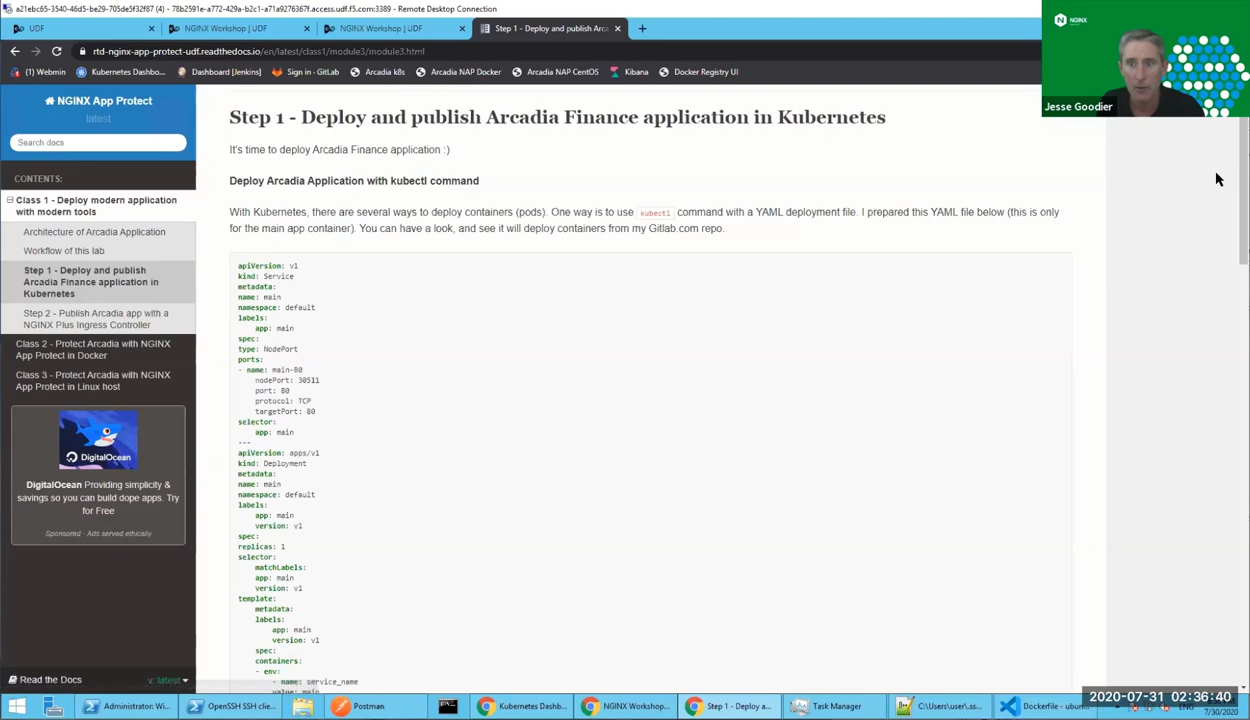 a21ebc65-3540-46d5-be29-705de5f32f87 (4) - 78b2591e-a772-429a-b2c1-a71a9276367f.access.udf.f5.com:3389 - Remote Desktop Connection
UDF
NGINX Workshop | UDF
NGINX Workshop | UDF
Step 1 - Deploy and publish Arca
rtd-nginx-app-protect-udf.readthedocs.io/en/latest/class1/module3/module3.html
(1) Webmin
Kubernetes Dashbo...
Dashboard [Jenkins]
Sign in · GitLab
Arcadia k8s
Arcadia NAP Docker
Arcadia NAP CentOS
Kibana
Docker Registry UI
NGINX
Jesse Goodier
NGINX App Protect
latest
Search docs
CONTENTS:
Class 1 - Deploy modern application
with modern tools
Architecture of Arcadia Application
Workflow of this lab
Step 1 - Deploy and publish
Arcadia Finance application in
Kubernetes
Step 2 - Publish Arcadia app with a
NGINX Plus Ingress Controller
Class 2 - Protect Arcadia with NGINX
App Protect in Docker
Class 3 - Protect Arcadia with NGINX
App Protect in Linux host
DigitalOcean
DigitalOcean Providing simplicity &
savings so you can build dope apps. Try
for Free
Sponsored · Ads served ethically
Read the Docs
v: latest
Step 1 - Deploy and publish Arcadia Finance application in Kubernetes
It's time to deploy Arcadia Finance application :)
Deploy Arcadia Application with kubectl command
With Kubernetes, there are several ways to deploy containers (pods). One way is to use kubectl command with a YAML deployment file. I prepared this YAML file below (this is only
for the main app container). You can have a look, and see it will deploy containers from my Gitlab.com repo.
apiVersion: v1
kind: Service
metadata:
name: main
namespace: default
labels:
app: main
spec:
type: NodePort
ports:
- name: main-80
nodePort: 30511
port: 80
protocol: TCP
targetPort: 80
selector:
app: main
---
apiVersion: apps/v1
kind: Deployment
metadata:
name: main
namespace: default
labels:
app: main
version: v1
spec:
replicas: 1
selector:
matchLabels:
app: main
version: v1
template:
metadata:
labels:
app: main
version: v1
spec:
containers:
- env:
- name: service_name
value: main
Administrator: Wi...
OpenSSH SSH clie...
Postman
Kubernetes Dashb...
NGINX Workshop...
Step 1 - Deploy a...
Task Manager
C:\Users\user\.ss...
Dockerfile - ubun...
ENG
2020-07-31 02:36:40
7/30/2020